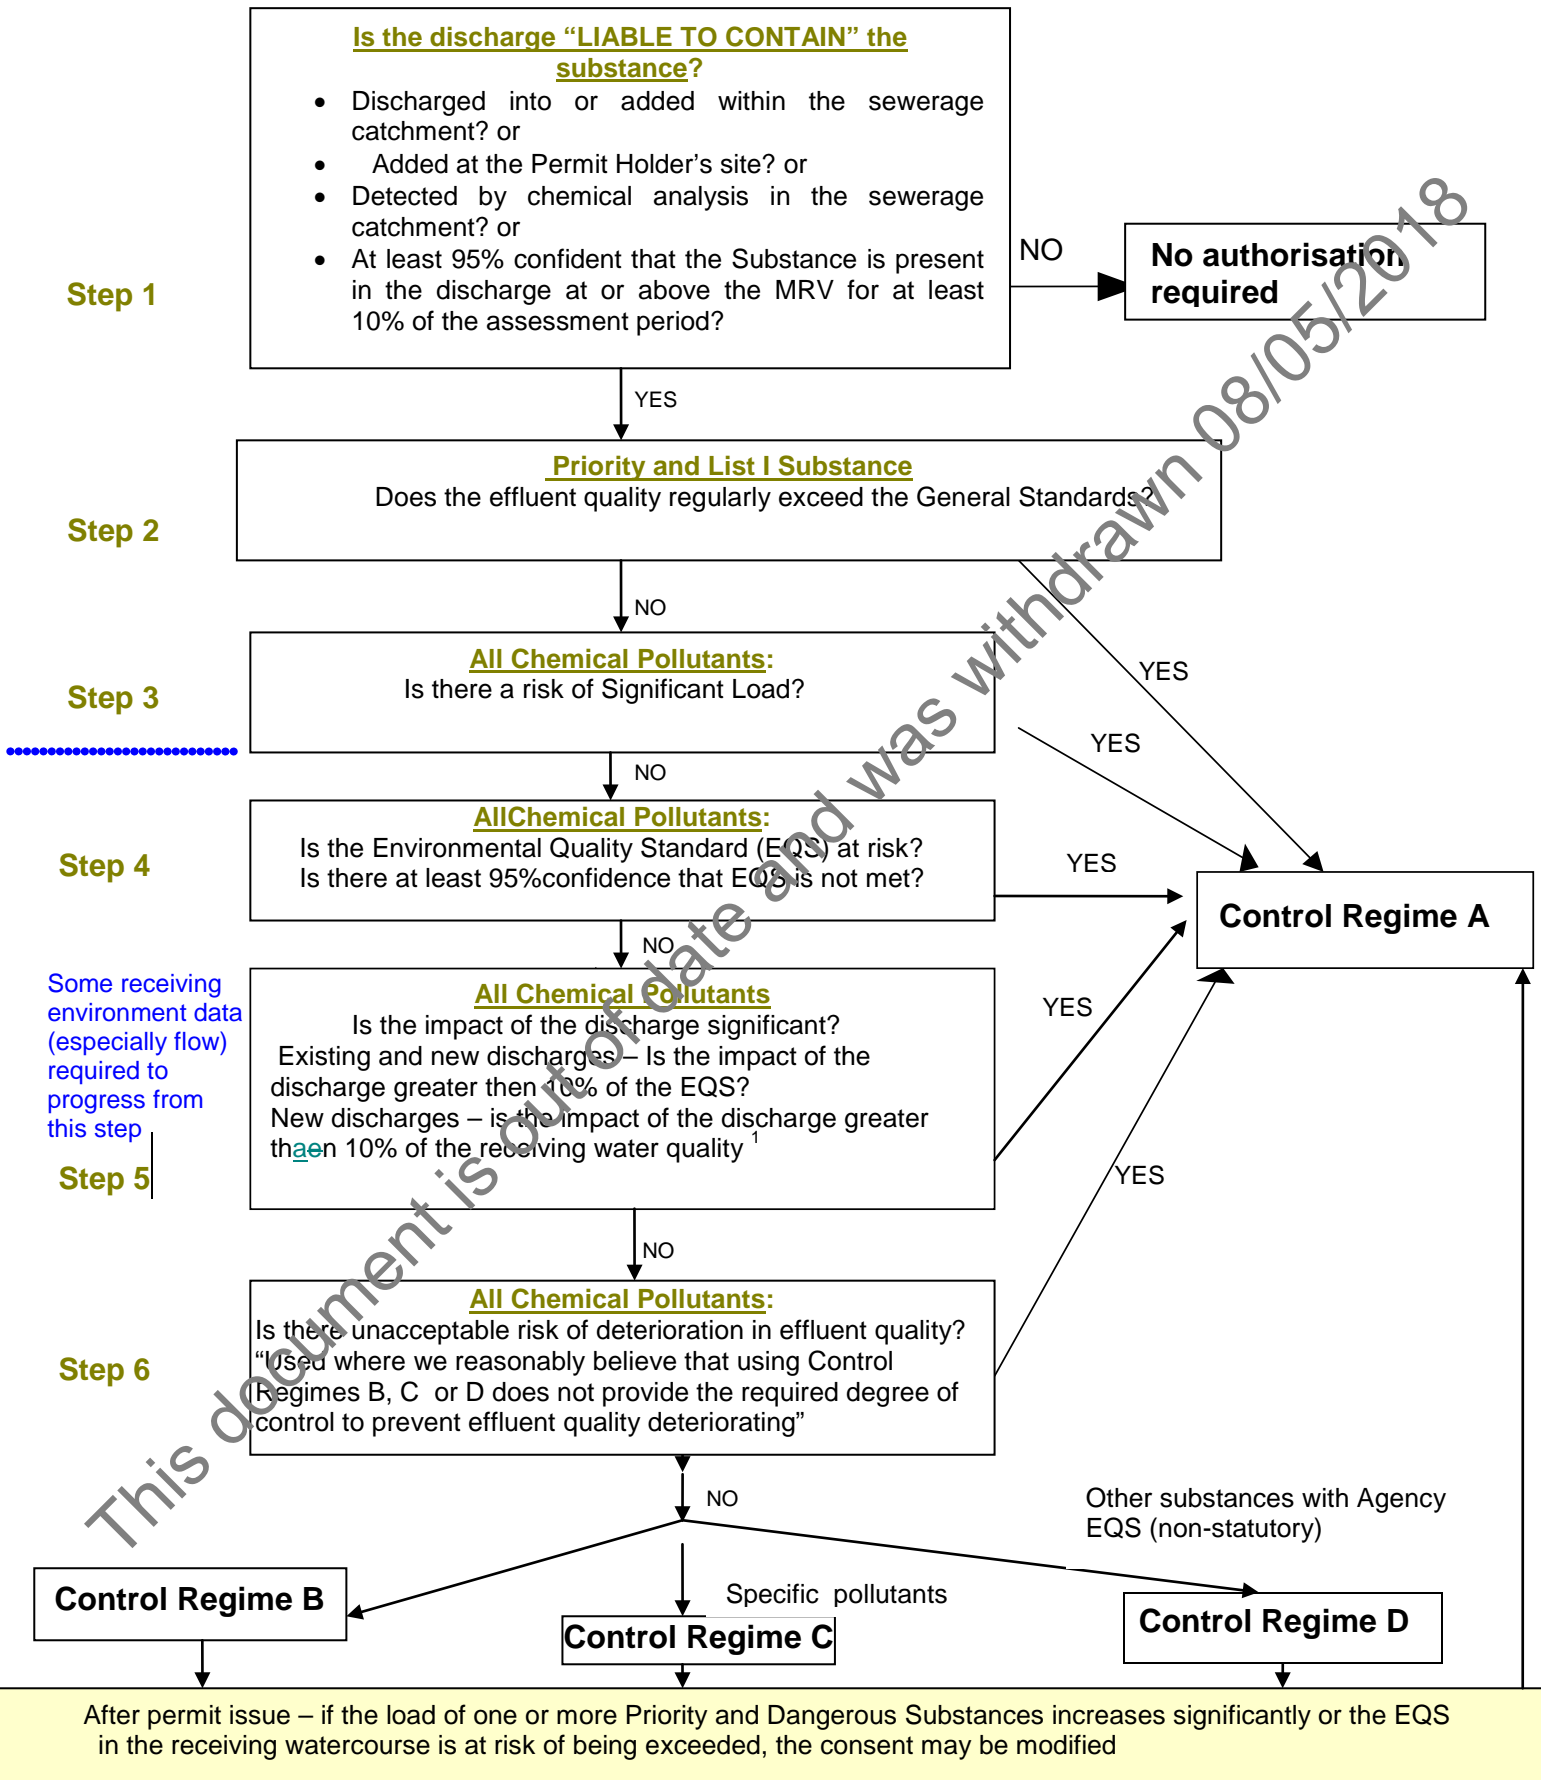 Is the discharge “LIABLE TO CONTAIN” the
substance?
• Discharged into or added within the sewerage
catchment? or
• Added at the Permit Holder’s site? or
• Detected by chemical analysis in the sewerage
catchment? or
• At least 95% confident that the Substance is present
in the discharge at or above the MRV for at least
10% of the assessment period?
Step 1
NO
No authorisation
required
YES
Priority and List I Substance
Does the effluent quality regularly exceed the General Standards?
Step 2
NO
YES
All Chemical Pollutants:
Is there a risk of Significant Load?
Step 3
YES
NO
AllChemical Pollutants:
Is the Environmental Quality Standard (EQS) at risk?
Is there at least 95%confidence that EQS is not met?
Step 4
YES
Control Regime A
NO
Some receiving
environment data
(especially flow)
required to
progress from
this step
Step 5
All Chemical Pollutants
Is the impact of the discharge significant?
Existing and new discharges – Is the impact of the
discharge greater then 10% of the EQS?
New discharges – is the impact of the discharge greater
thaen 10% of the receiving water quality 1
YES
YES
NO
All Chemical Pollutants:
Is there unacceptable risk of deterioration in effluent quality?
“Used where we reasonably believe that using Control
Regimes B, C or D does not provide the required degree of
control to prevent effluent quality deteriorating”
Step 6
NO
Other substances with Agency
EQS (non-statutory)
Control Regime B
Specific pollutants
Control Regime C
Control Regime D
After permit issue – if the load of one or more Priority and Dangerous Substances increases significantly or the EQS
in the receiving watercourse is at risk of being exceeded, the consent may be modified
This document is out of date and was withdrawn 08/05/2018